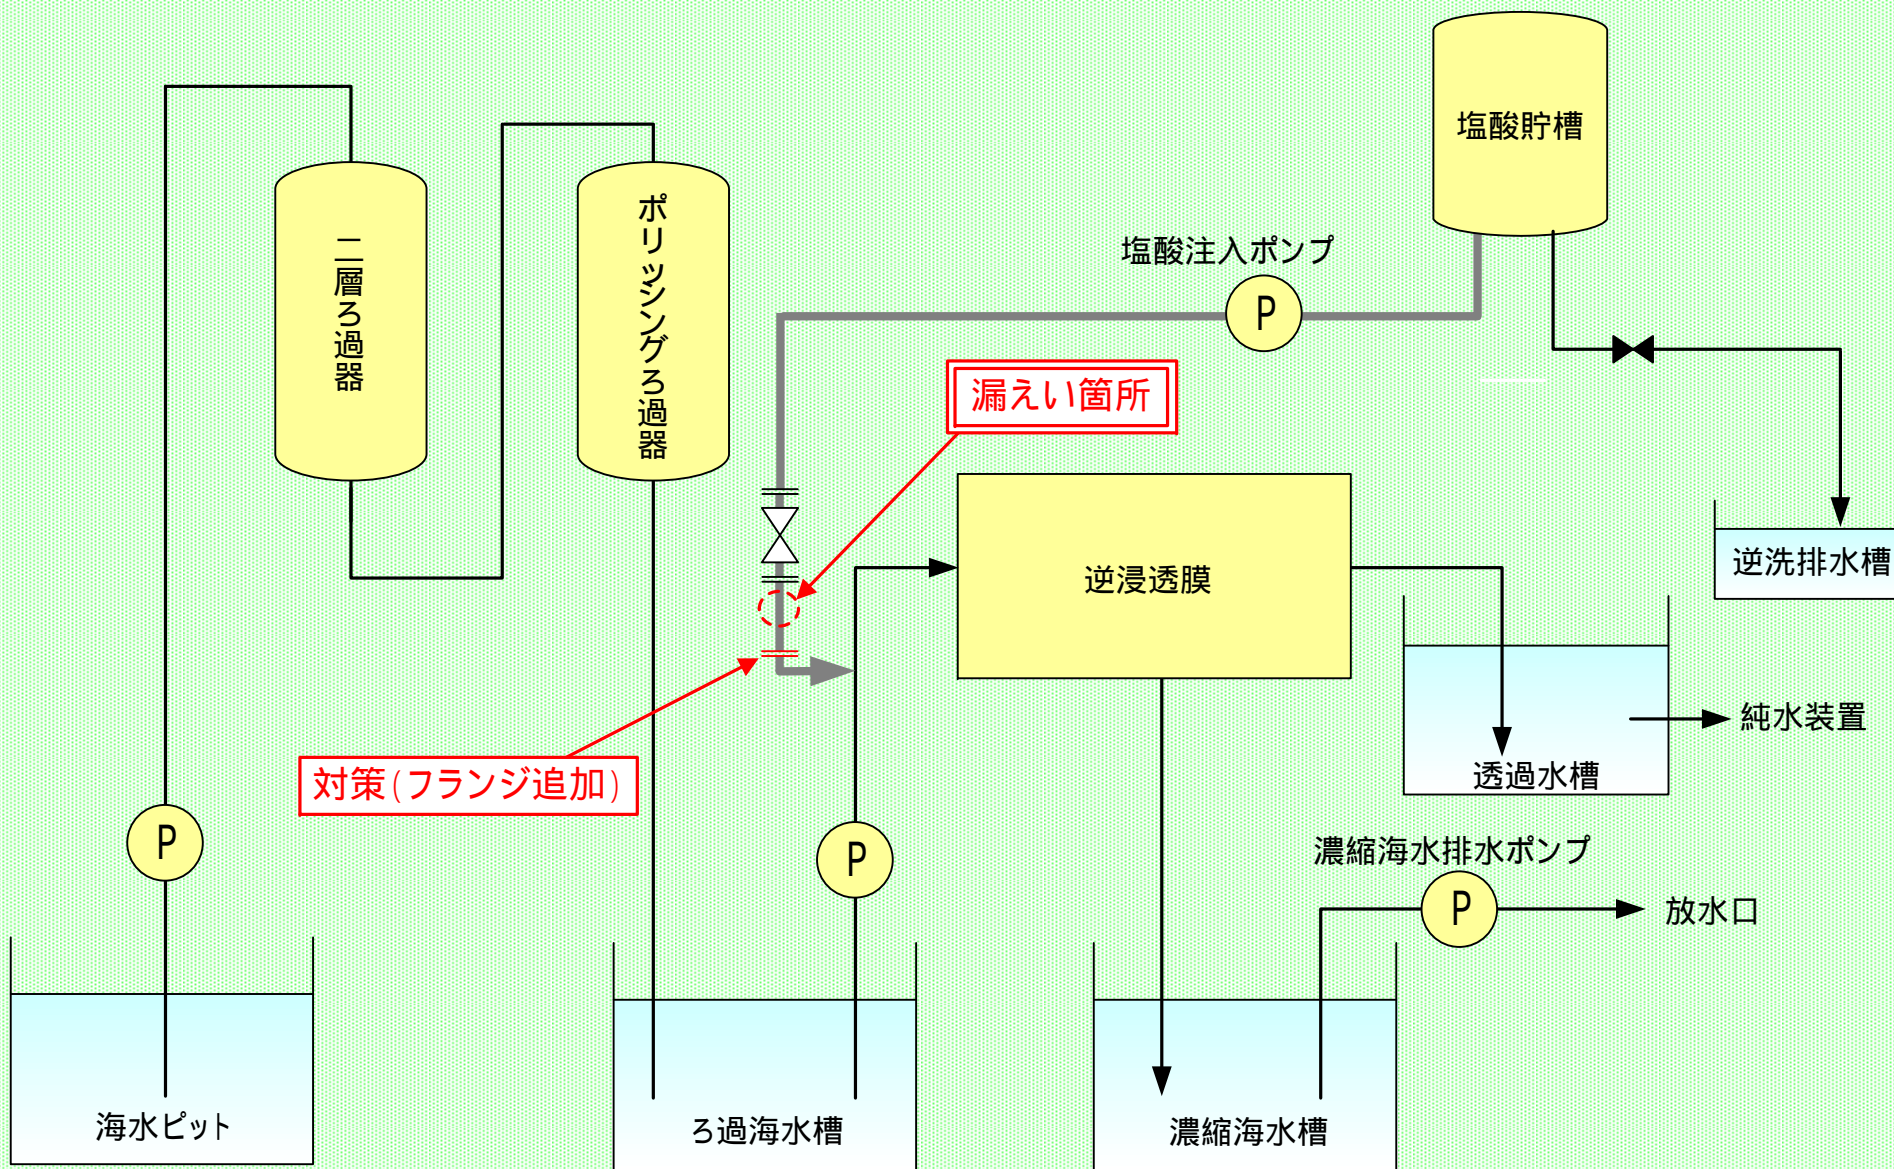 塩酸貯槽
二層ろ過器
ポリッシングろ過器
塩酸注入ポンプ
P
漏えい箇所
逆浸透膜
逆洗排水槽
純水装置
透過水槽
対策(フランジ追加)
P
P
濃縮海水排水ポンプ
P
放水口
海水ピット
ろ過海水槽
濃縮海水槽